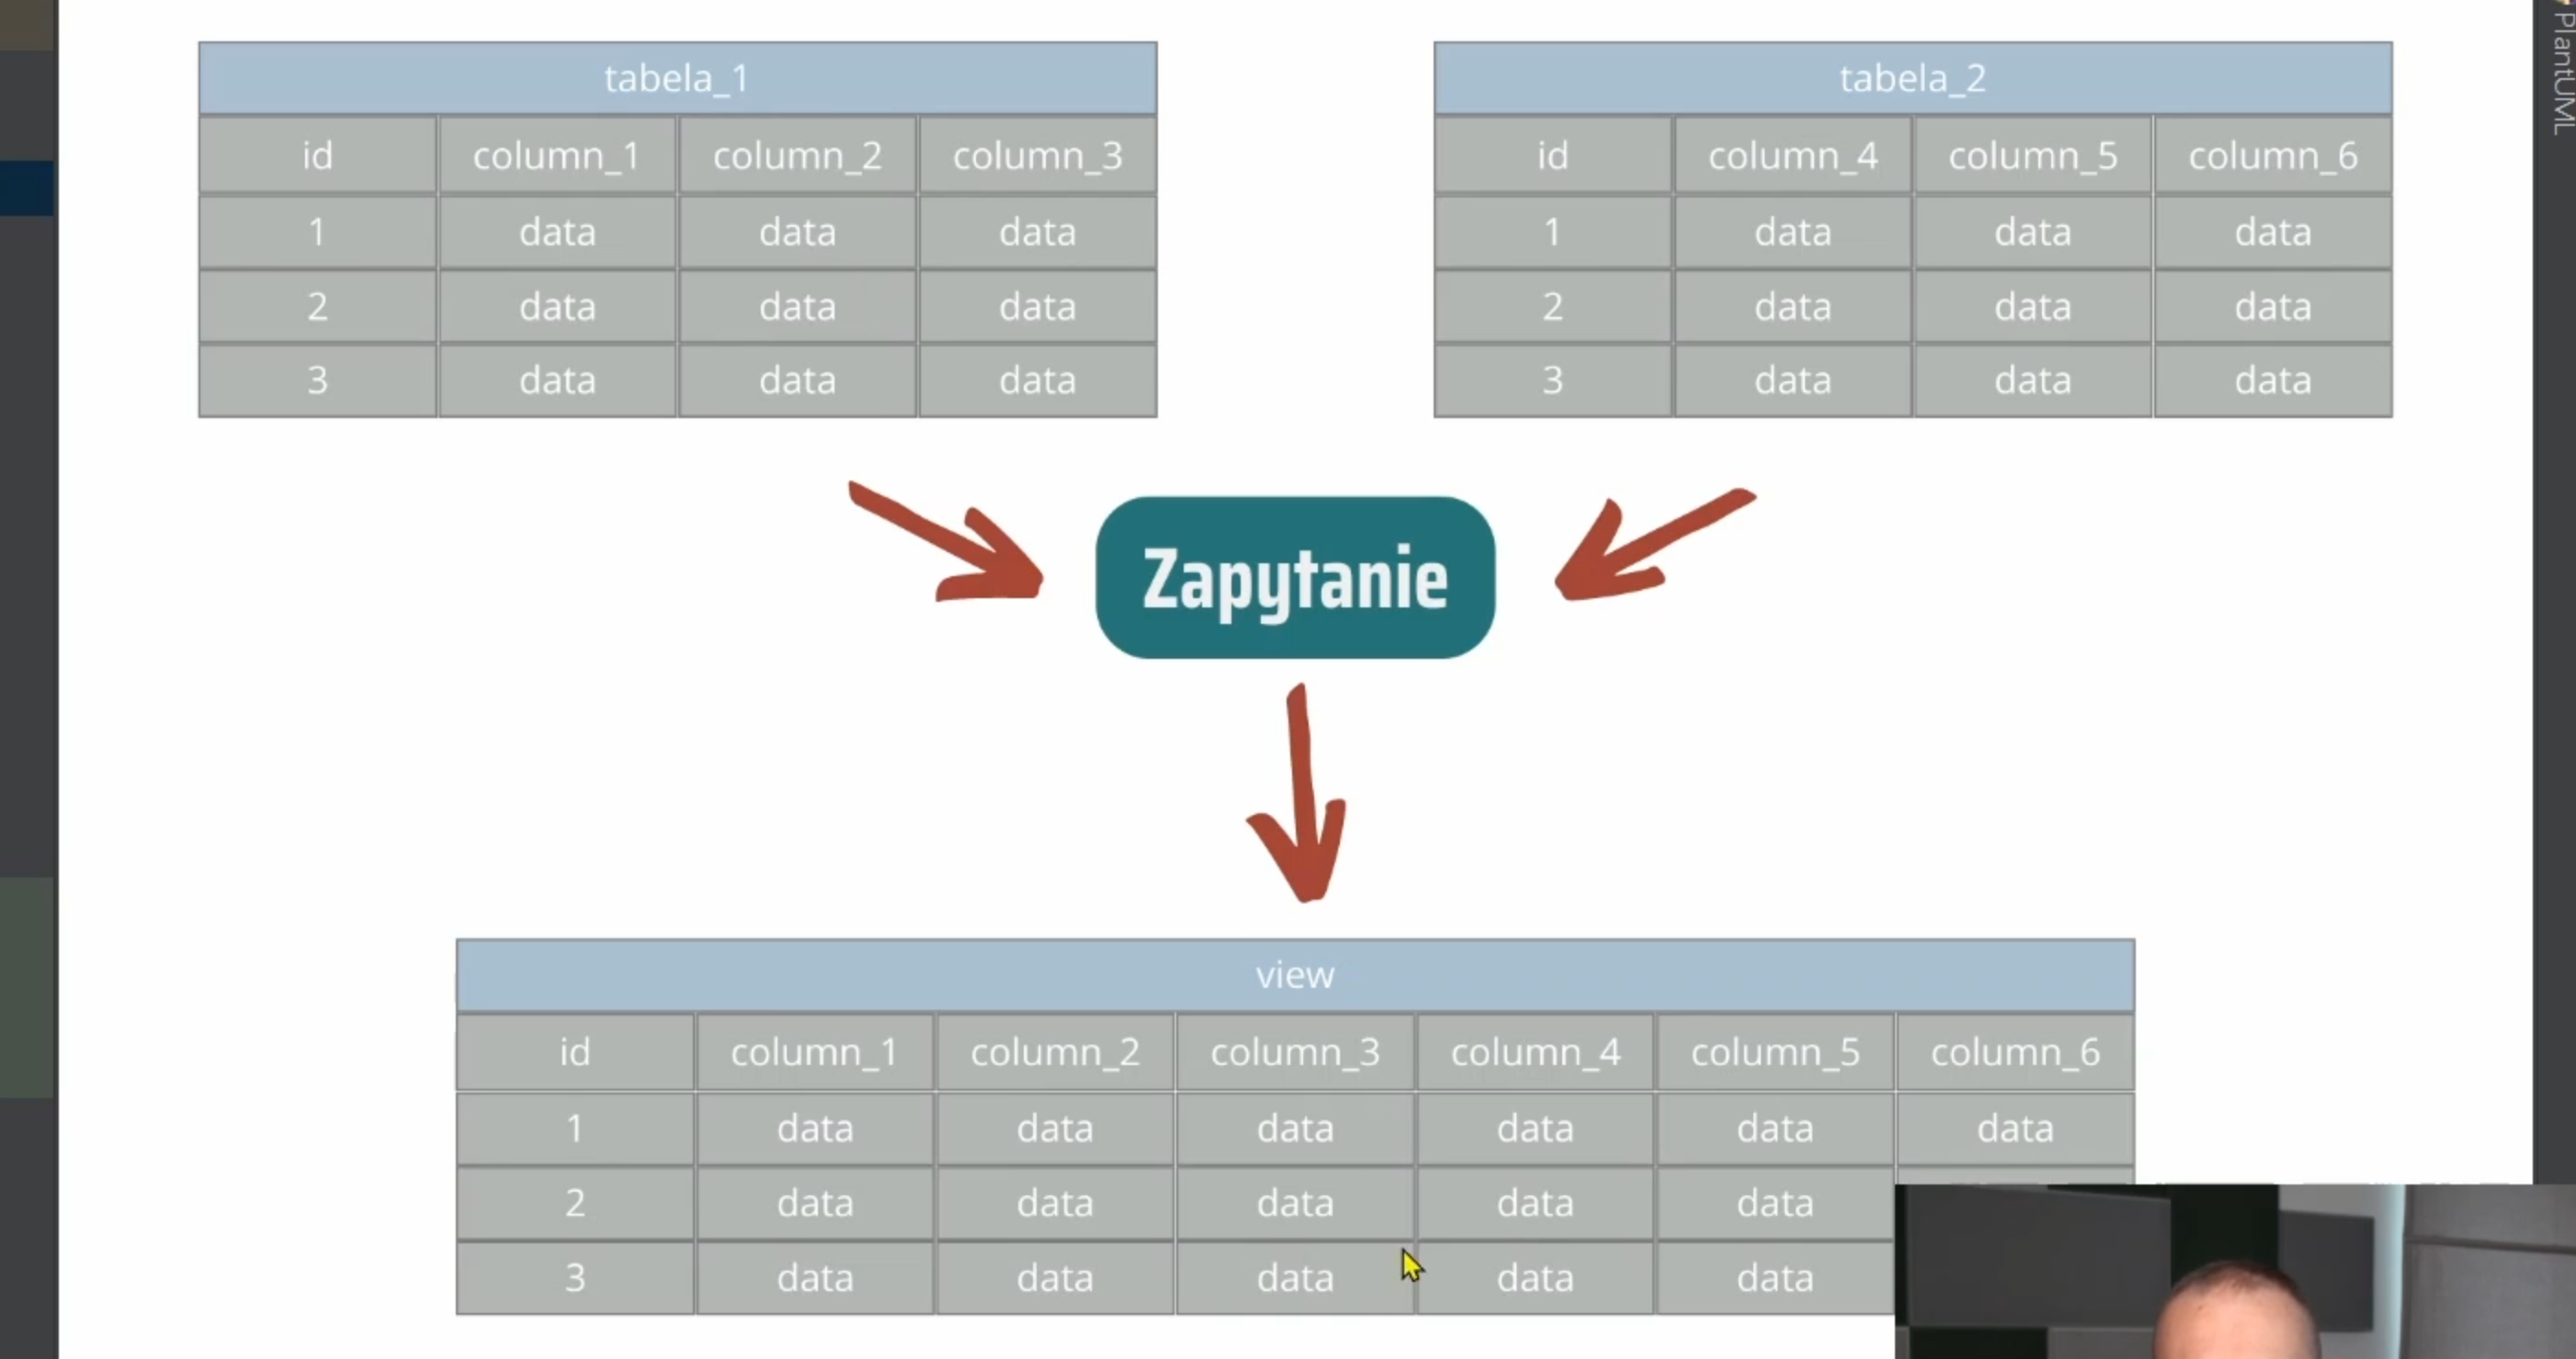 PlantUML
tabela_1
id column_1 column_2 column_3
1 data data data
2 data data data
3 data data data
tabela_2
id column_4 column_5 column_6
1 data data data
2 data data data
3 data data data
Zapytanie
view
id column_1 column_2 column_3 column_4 column_5 column_6
1 data data data data data data
2 data data data data data
3 data data data data data